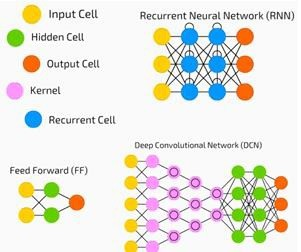 Input Cell
Hidden Cell
Output Cell
Kernel
Recurrent Cell
Recurrent Neural Network (RNN)
Feed Forward (FF)
Deep Convolutional Network (DCN)